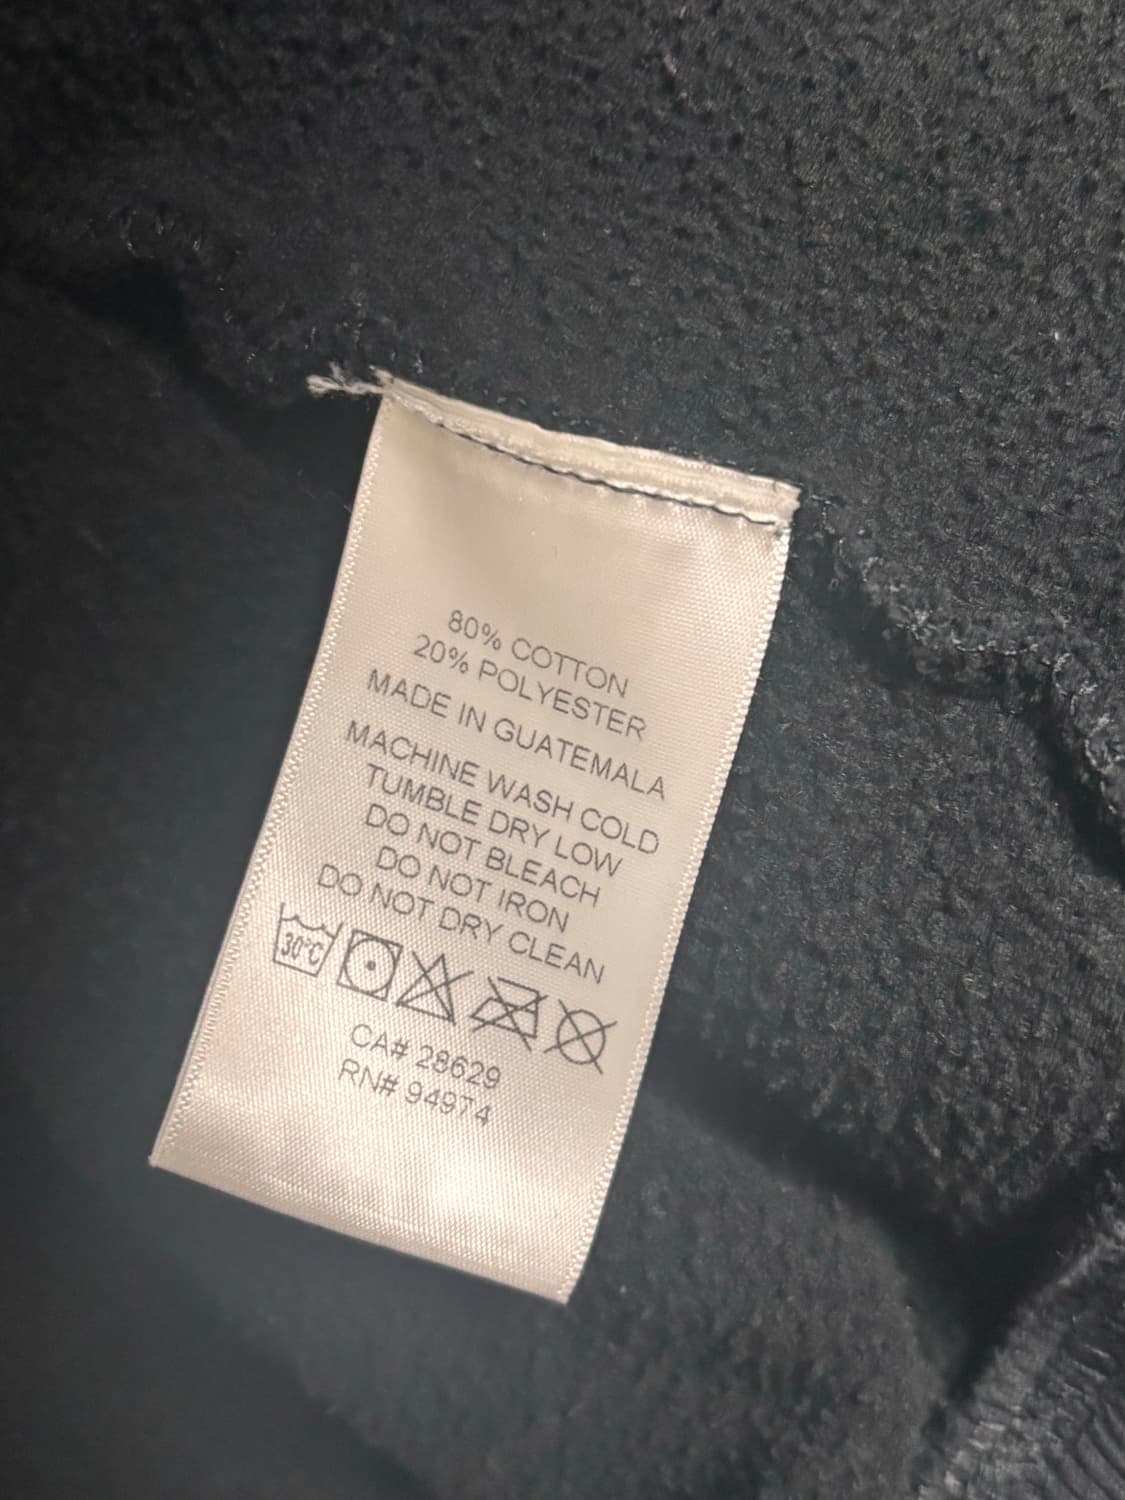 80% COTTON
20% POLYESTER
MADE IN GUATEMALA
MACHINE WASH COLD
TUMBLE DRY LOW
DO NOT BLEACH
DO NOT IRON
DO NOT DRY CLEAN
30°C
CA# 28629
RN# 94974